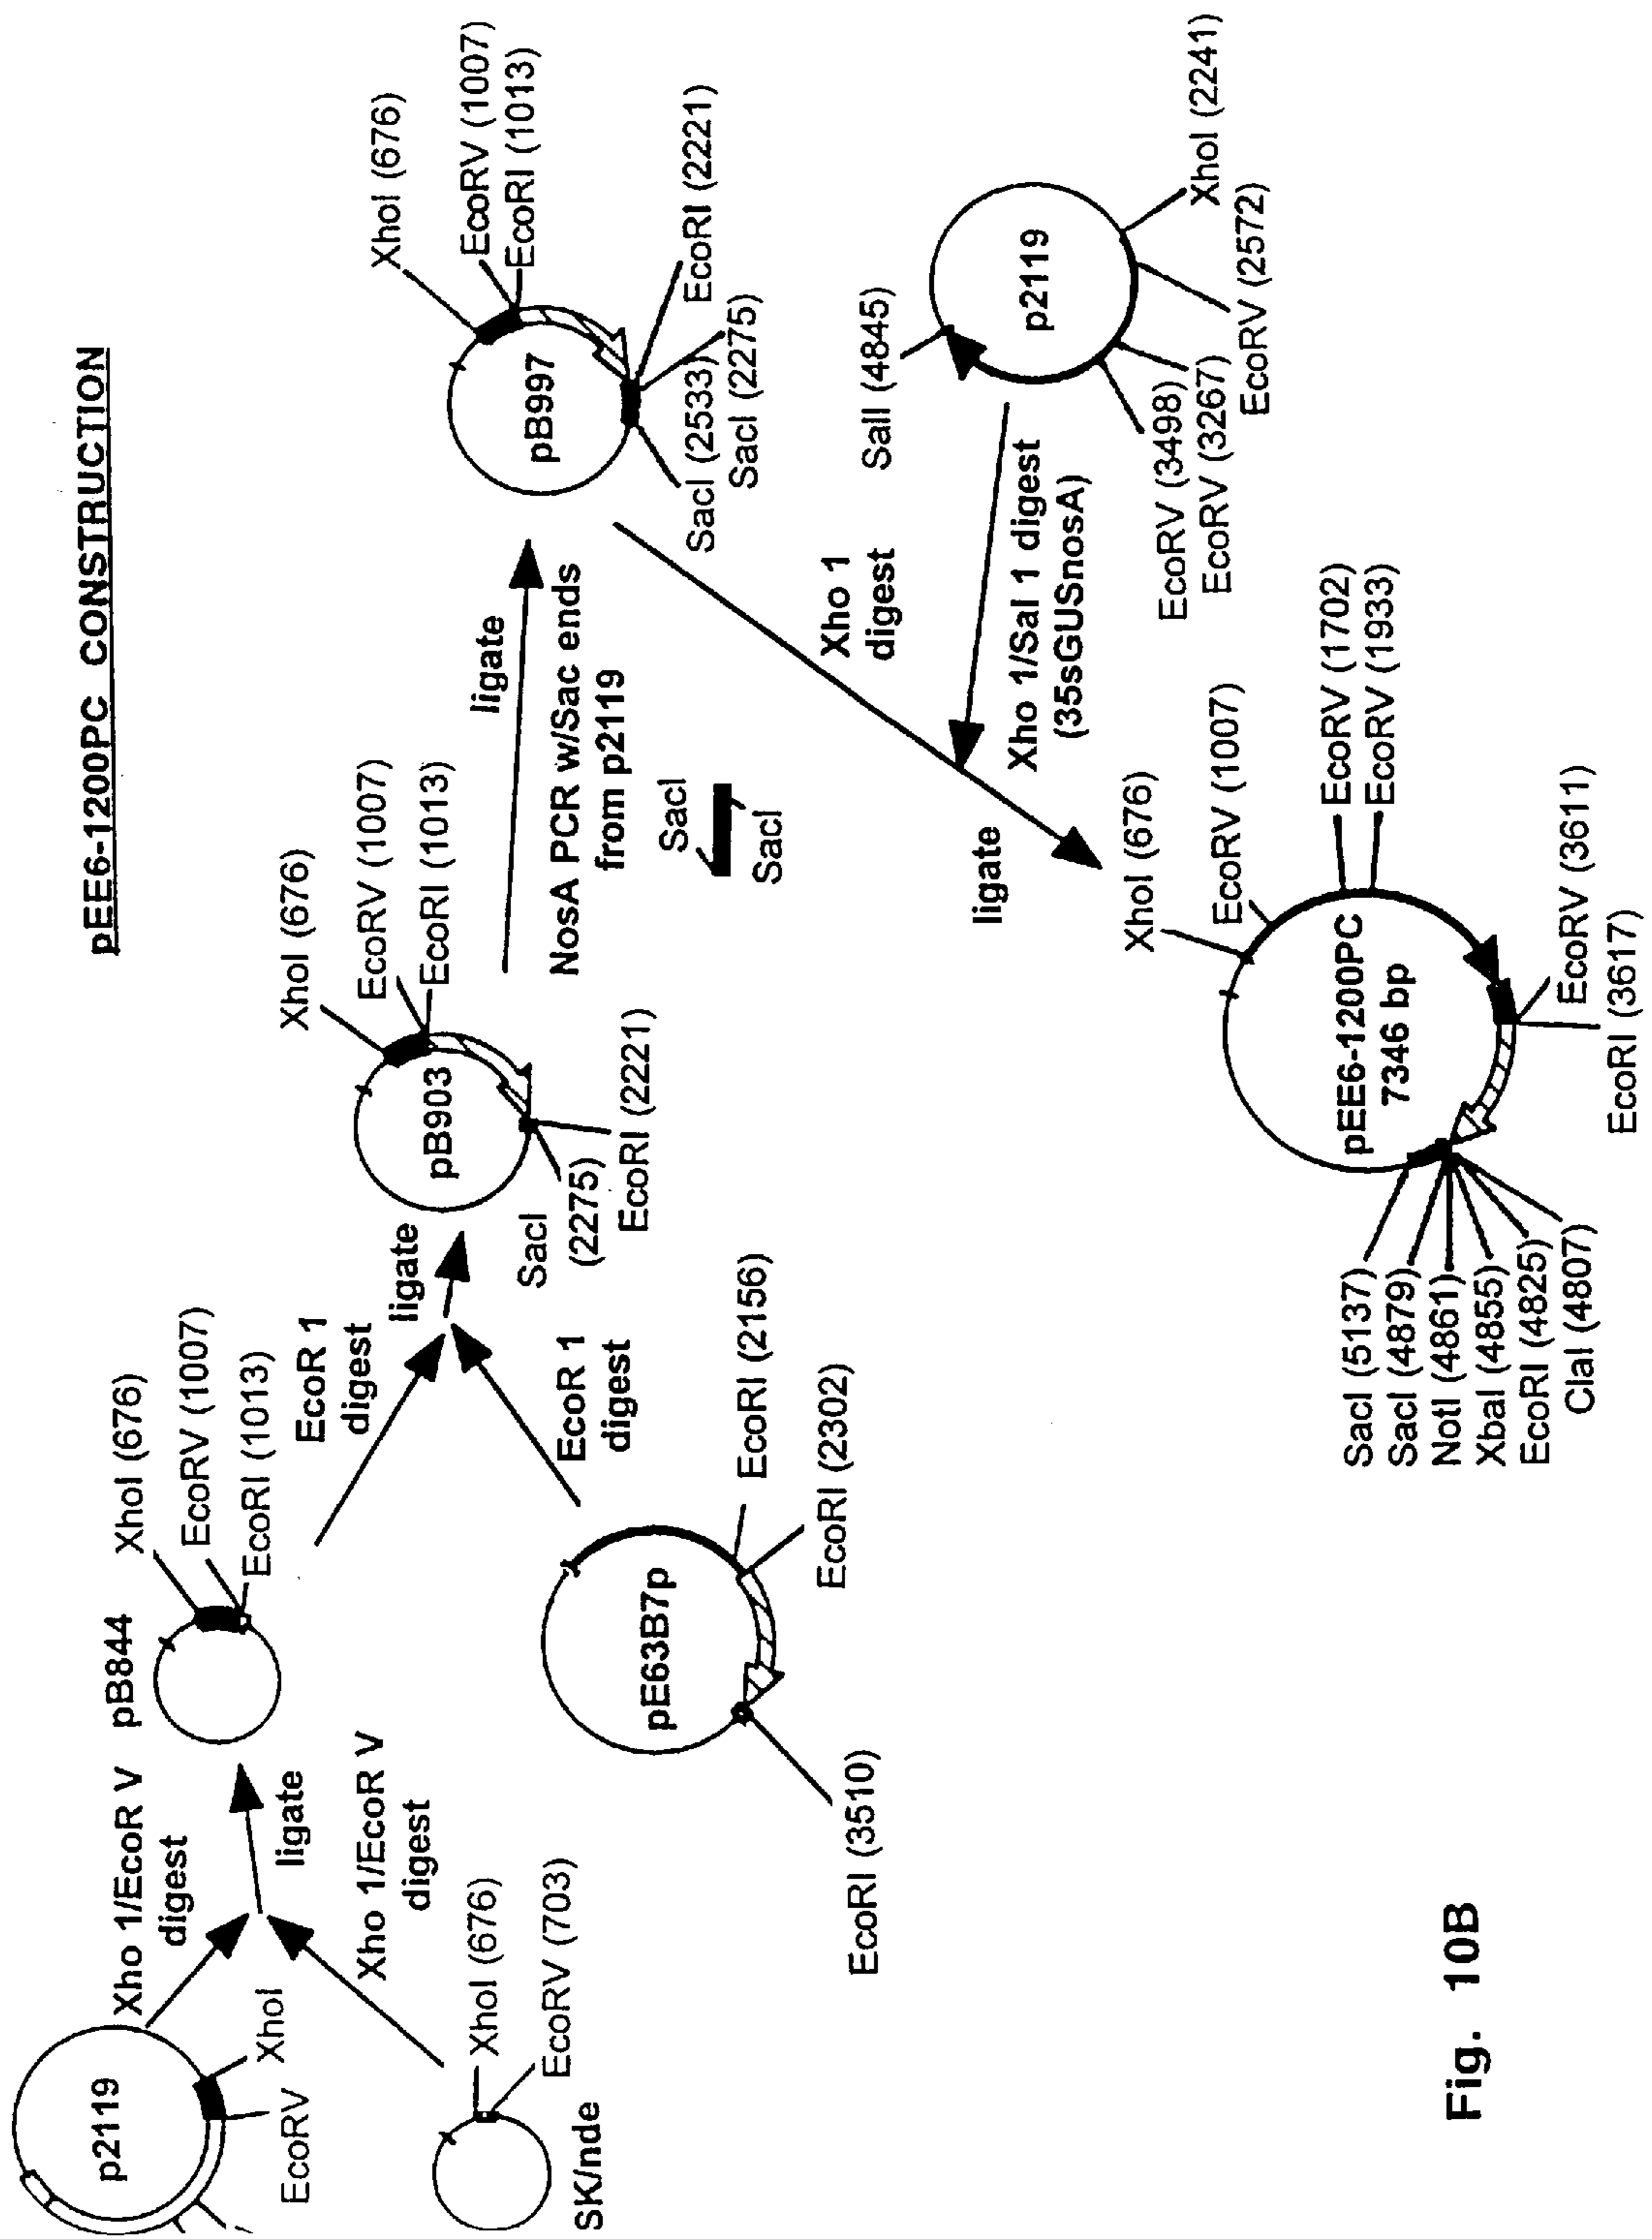 pEE6-1200PC CONSTRUCTION
p2119
XhoI
EcoRV
Xho 1/EcoR V
digest
SK/nde
XhoI (676)
EcoRV (703)
Xho 1/EcoR V
digest
ligate
pB844
XhoI (676)
EcoRV (1007)
EcoRI (1013)
EcoR 1
digest
pE63B7p
EcoRI (2156)
EcoRI (2302)
EcoRI (3510)
EcoR 1
digest
ligate
pB903
XhoI (676)
EcoRV (1007)
EcoRI (1013)
SacI
(2275)
EcoRI (2221)
ligate
NosA PCR w/Sac ends
from p2119
SacI
SacI
pB997
XhoI (676)
EcoRV (1007)
EcoRI (1013)
EcoRI (2221)
SacI (2533)
SacI (2275)
Xho 1
digest
p2119
SalI (4845)
XhoI (2241)
EcoRV (2572)
EcoRV (3267)
EcoRV (3498)
Xho 1/Sal 1 digest
(35sGUSnosA)
ligate
pEE6-1200PC
7346 bp
XhoI (676)
EcoRV (1007)
EcoRV (1702)
EcoRV (1933)
EcoRV (3611)
EcoRI (3617)
SacI (5137)
SacI (4879)
NotI (4861)
XbaI (4855)
EcoRI (4825)
ClaI (4807)
Fig. 10B